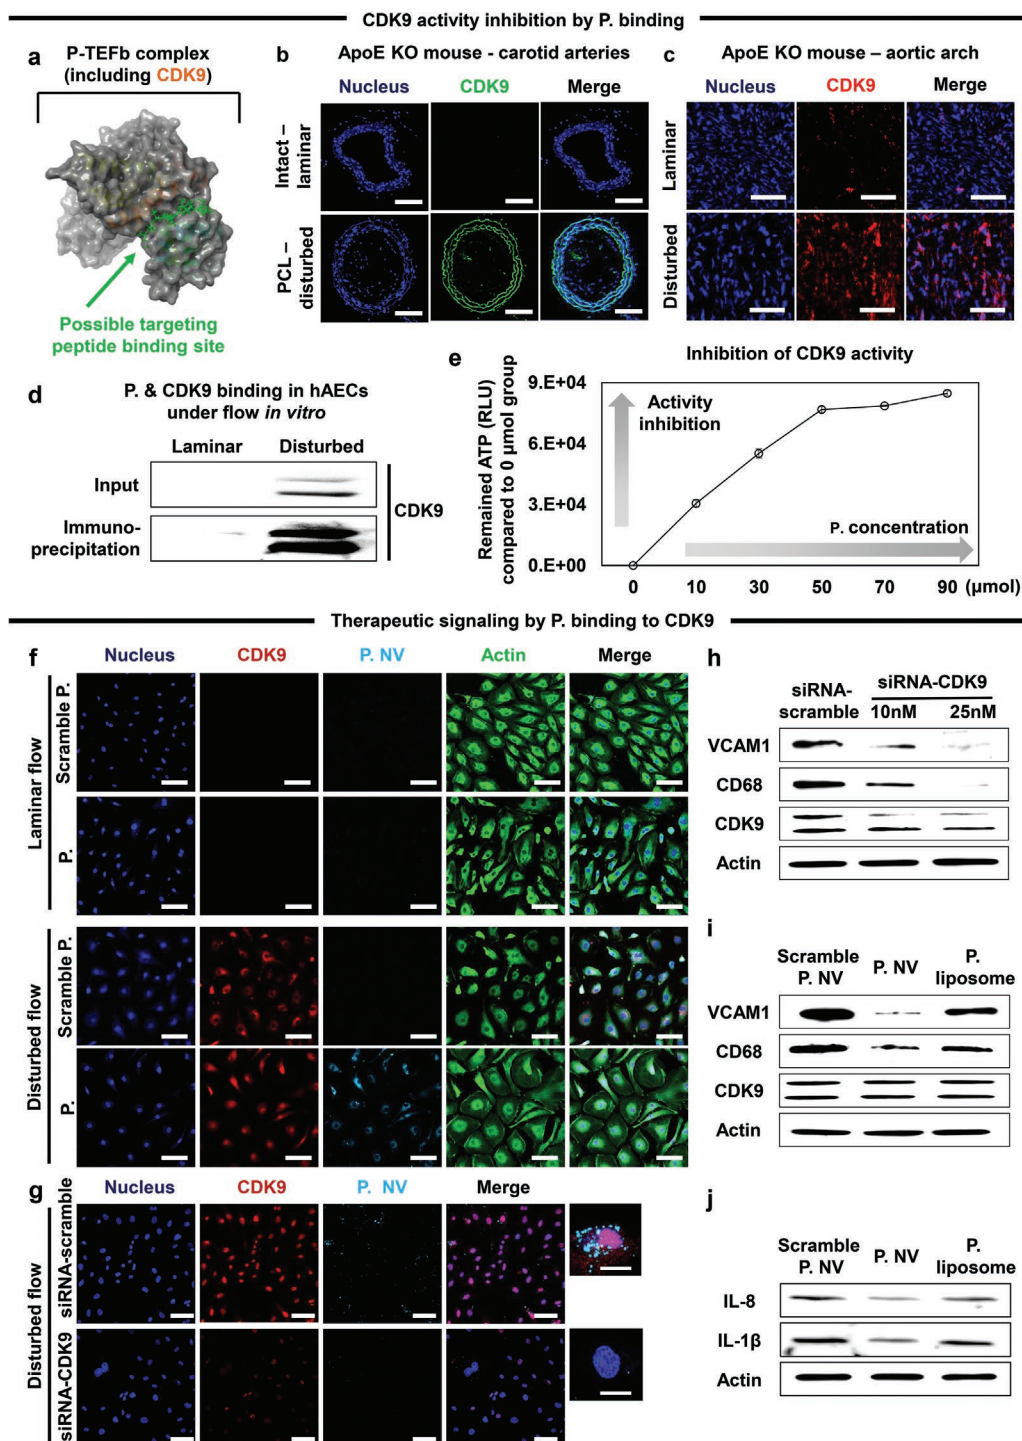 CDK9 activity inhibition by P. binding
a
P-TEFb complex
(including CDK9)
Possible targeting
peptide binding site
b
ApoE KO mouse - carotid arteries
Nucleus
CDK9
Merge
Intact –
laminar
PCL –
disturbed
c
ApoE KO mouse – aortic arch
Nucleus
CDK9
Merge
Laminar
Disturbed
d
P. & CDK9 binding in hAECs
under flow in vitro
Laminar
Disturbed
Input
Immuno-
precipitation
CDK9
e
Inhibition of CDK9 activity
Remained ATP (RLU)
compared to 0 μmol group
9.E+04
6.E+04
3.E+04
0.E+00
Activity
inhibition
P. concentration
0 10 30 50 70 90 (μmol)
Therapeutic signaling by P. binding to CDK9
f
Nucleus
CDK9
P. NV
Actin
Merge
Laminar flow
Scramble P.
P.
Disturbed flow
Scramble P.
P.
g
Nucleus
CDK9
P. NV
Merge
Disturbed flow
siRNA-scramble
siRNA-CDK9
h
siRNA-
scramble
siRNA-CDK9
10nM 25nM
VCAM1
CD68
CDK9
Actin
i
Scramble
P. NV
P. NV
P.
liposome
VCAM1
CD68
CDK9
Actin
j
Scramble
P. NV
P. NV
P.
liposome
IL-8
IL-1β
Actin